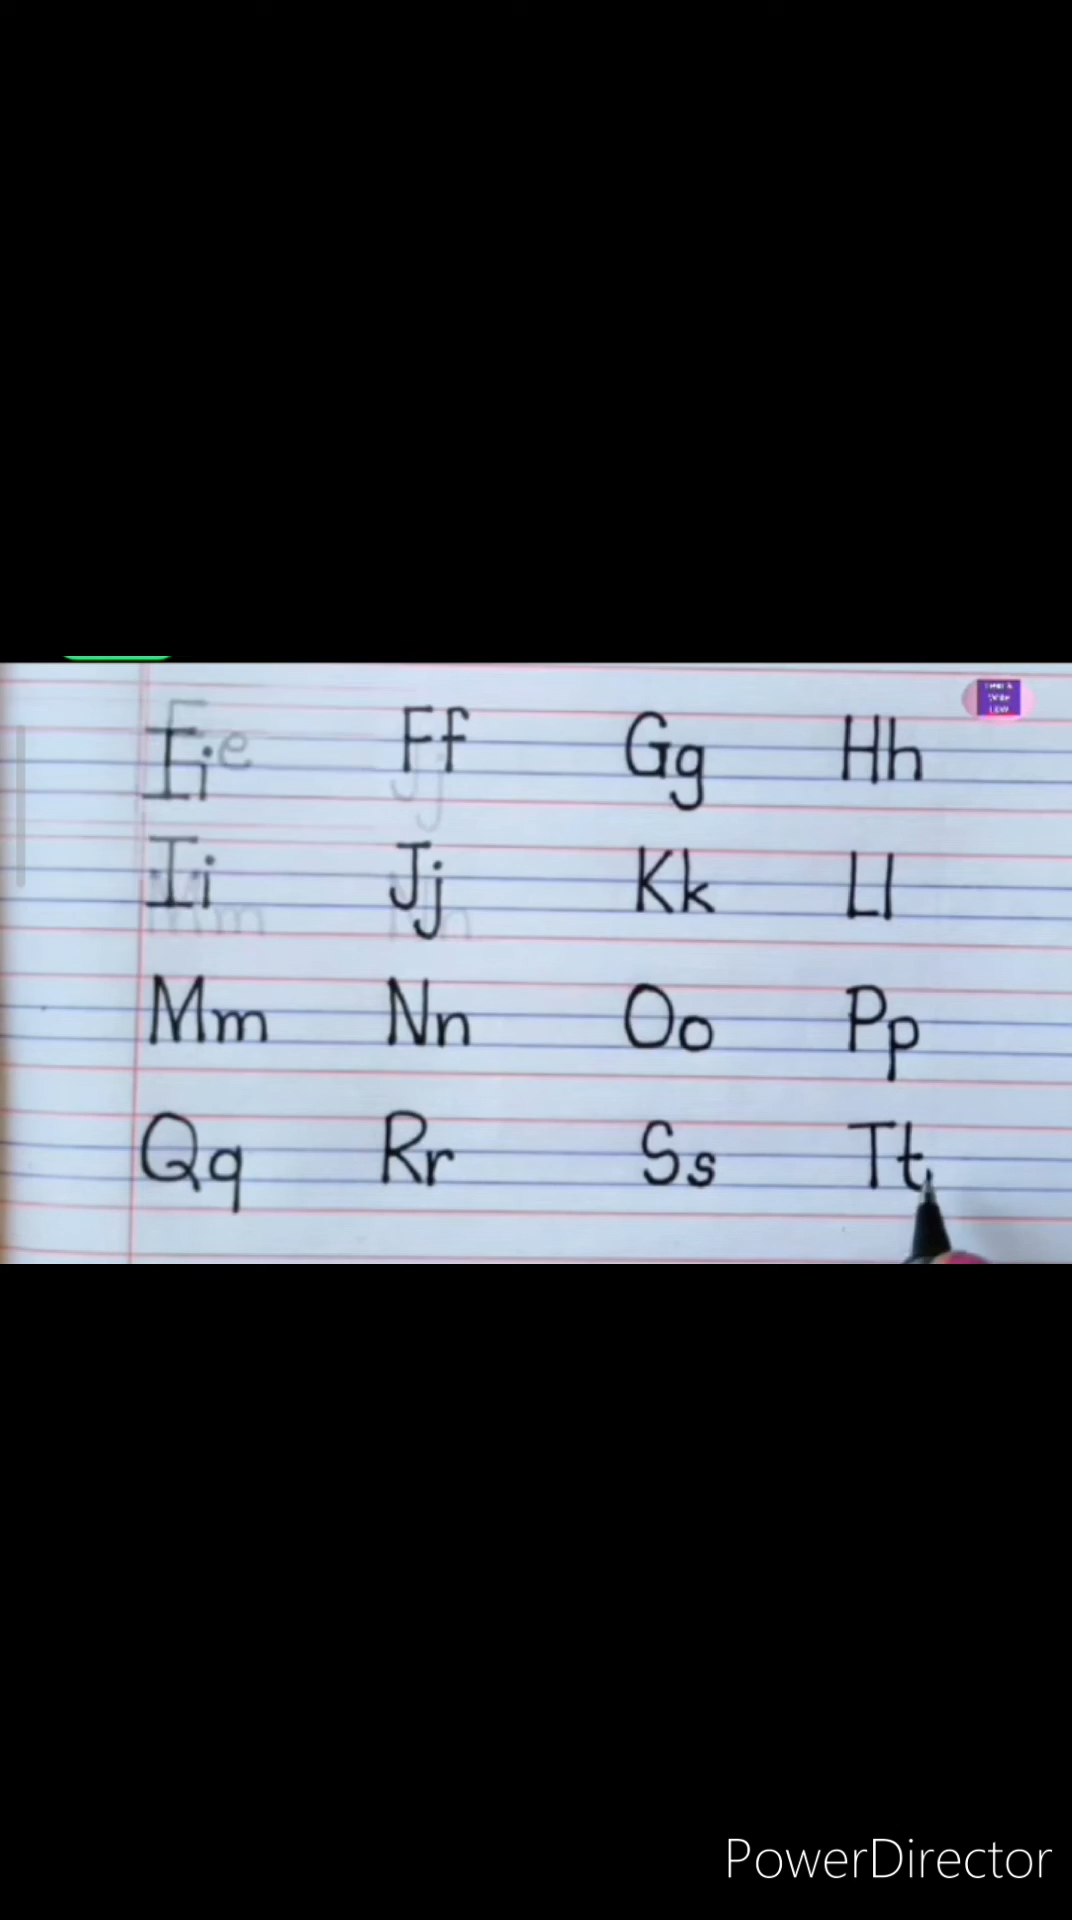 Ee Ff Gg Hh
Ii Jj Kk Ll
Mm Nn Oo Pp
Qq Rr Ss Tt
PowerDirector